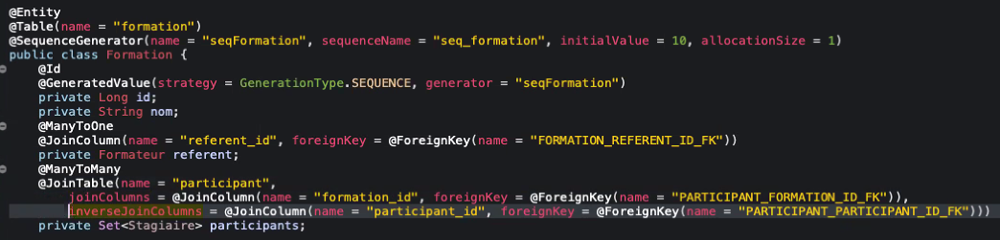 @Entity
@Table(name = "formation")
@SequenceGenerator(name = "seqFormation", sequenceName = "seq_formation", initialValue = 10, allocationSize = 1)
public class Formation {
@Id
@GeneratedValue(strategy = GenerationType.SEQUENCE, generator = "seqFormation")
private Long id;
private String nom;
@ManyToOne
@JoinColumn(name = "referent_id", foreignKey = @ForeignKey(name = "FORMATION_REFERENT_ID_FK"))
private Formateur referent;
@ManyToMany
@JoinTable(name = "participant",
joinColumns = @JoinColumn(name = "formation_id", foreignKey = @ForeignKey(name = "PARTICIPANT_FORMATION_ID_FK")),
inverseJoinColumns = @JoinColumn(name = "participant_id", foreignKey = @ForeignKey(name = "PARTICIPANT_PARTICIPANT_ID_FK")))
private Set<Stagiaire> participants;